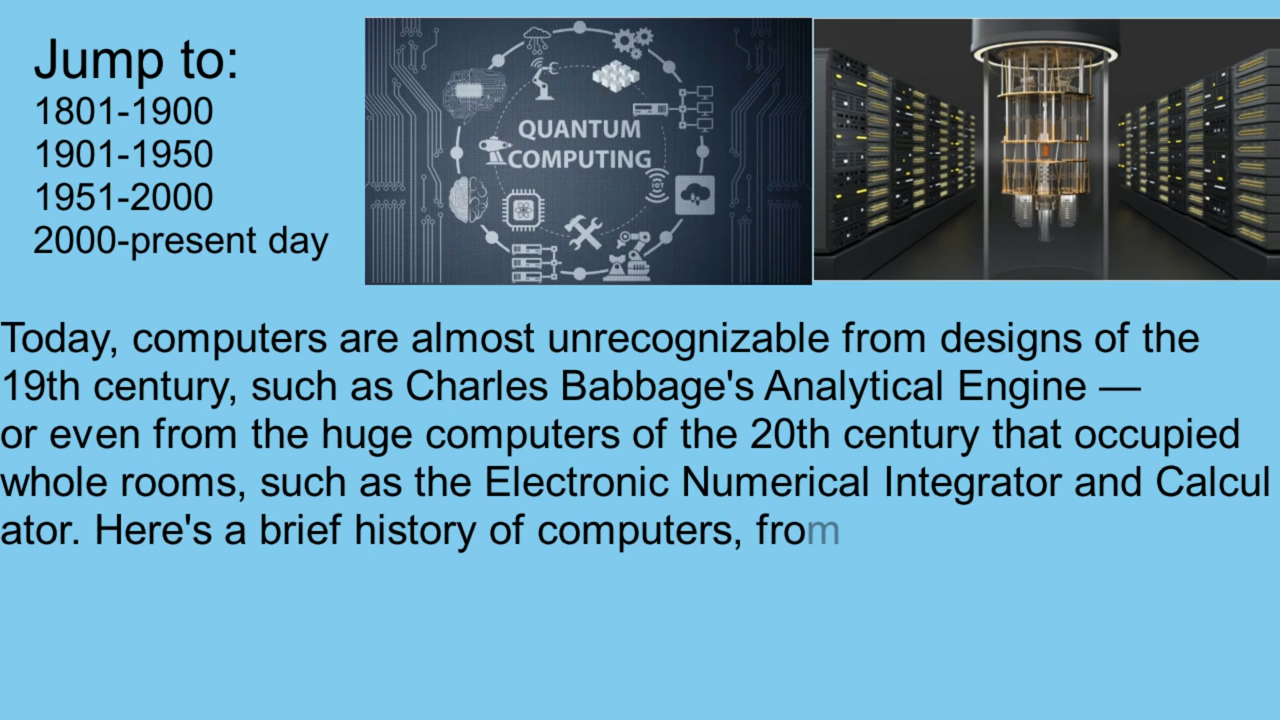 Jump to:
1801-1900
1901-1950
1951-2000
2000-present day
QUANTUM
COMPUTING
Today, computers are almost unrecognizable from designs of the
19th century, such as Charles Babbage's Analytical Engine —
or even from the huge computers of the 20th century that occupied
whole rooms, such as the Electronic Numerical Integrator and Calcul
ator. Here's a brief history of computers, from